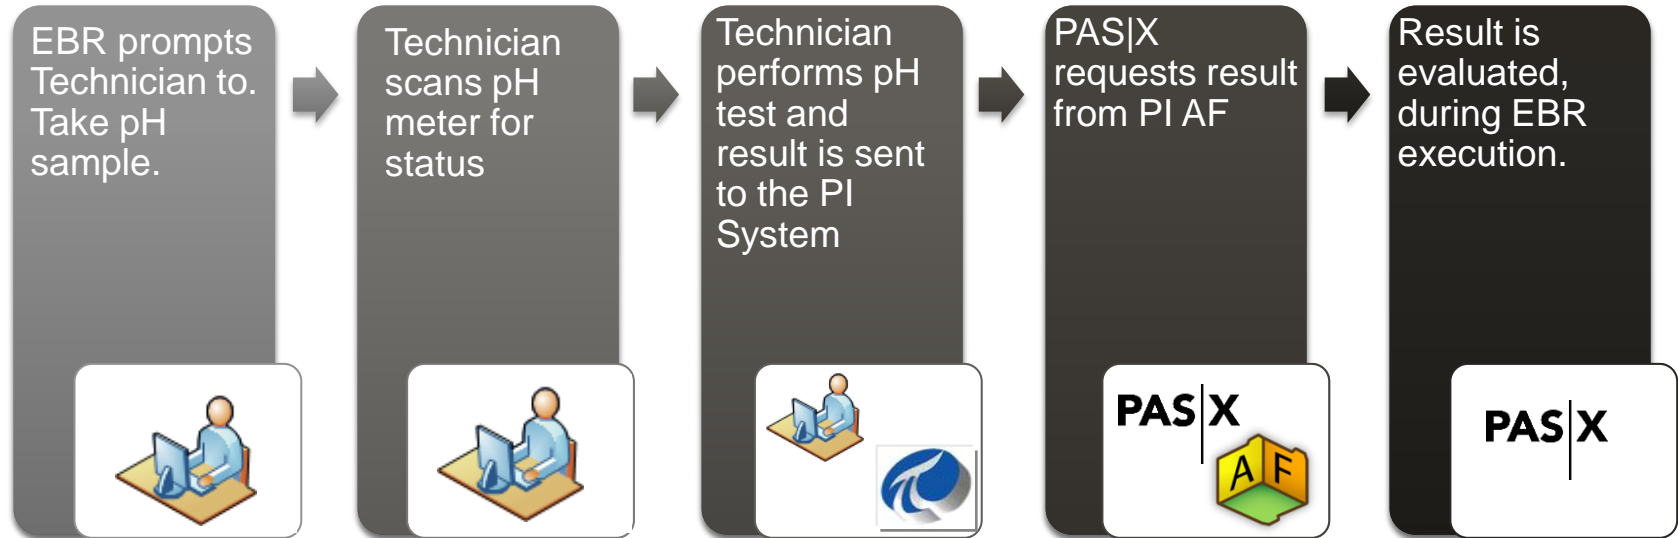 EBR prompts
Technician to.
Take pH
sample.
Technician
scans pH
meter for
status
Technician
performs pH
test and
result is sent
to the PI
System
PAS|X
requests result
from PI AF
Result is
evaluated,
during EBR
execution.
PAS|X
AF
PAS|X